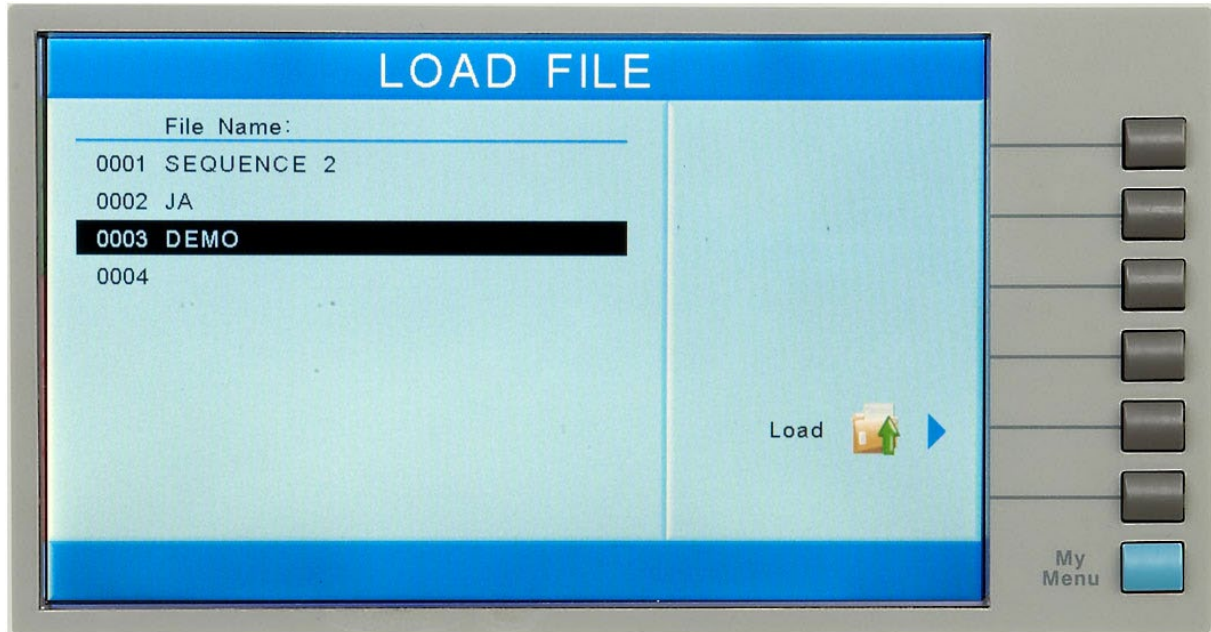 LOAD FILE
File Name:
0001 SEQUENCE 2
0002 JA
0003 DEMO
0004
Load
My
Menu